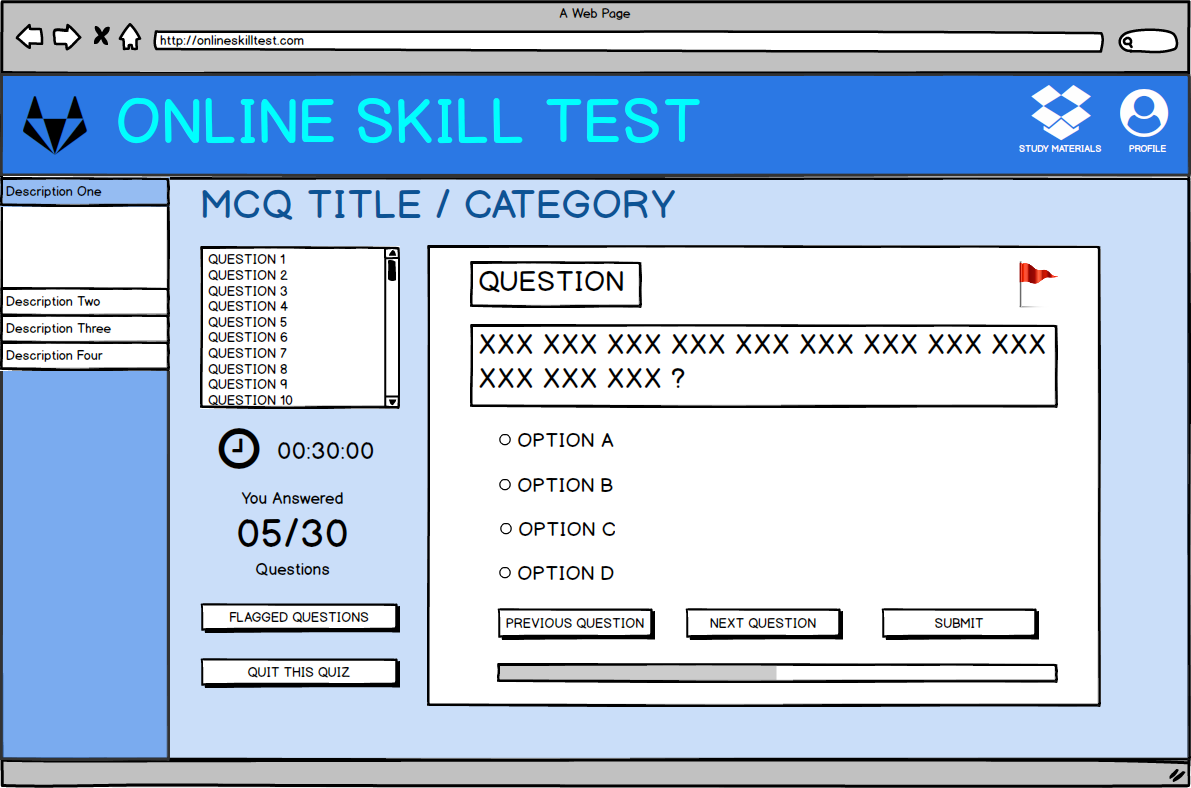 A Web Page
http://onlineskilltest.com
ONLINE SKILL TEST
STUDY MATERIALS
PROFILE
Description One
Description Two
Description Three
Description Four
MCQ TITLE / CATEGORY
QUESTION 1
QUESTION 2
QUESTION 3
QUESTION 4
QUESTION 5
QUESTION 6
QUESTION 7
QUESTION 8
QUESTION 9
QUESTION 10
00:30:00
You Answered
05/30
Questions
FLAGGED QUESTIONS
QUIT THIS QUIZ
QUESTION
XXX XXX XXX XXX XXX XXX XXX XXX XXX
XXX XXX XXX ?
OPTION A
OPTION B
OPTION C
OPTION D
PREVIOUS QUESTION
NEXT QUESTION
SUBMIT